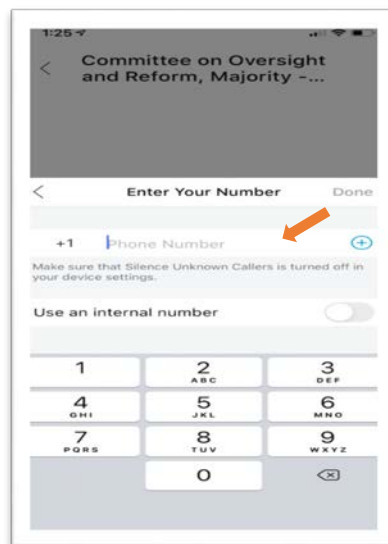 1:25
Committee on Oversight
and Reform, Majority -...
Enter Your Number Done
+1 Phone Number
Make sure that Silence Unknown Callers is turned off in
your device settings.
Use an internal number
1 2 3
ABC DEF
4 5 6
GHI JKL MNO
7 8 9
PQRS TUV WXYZ
0